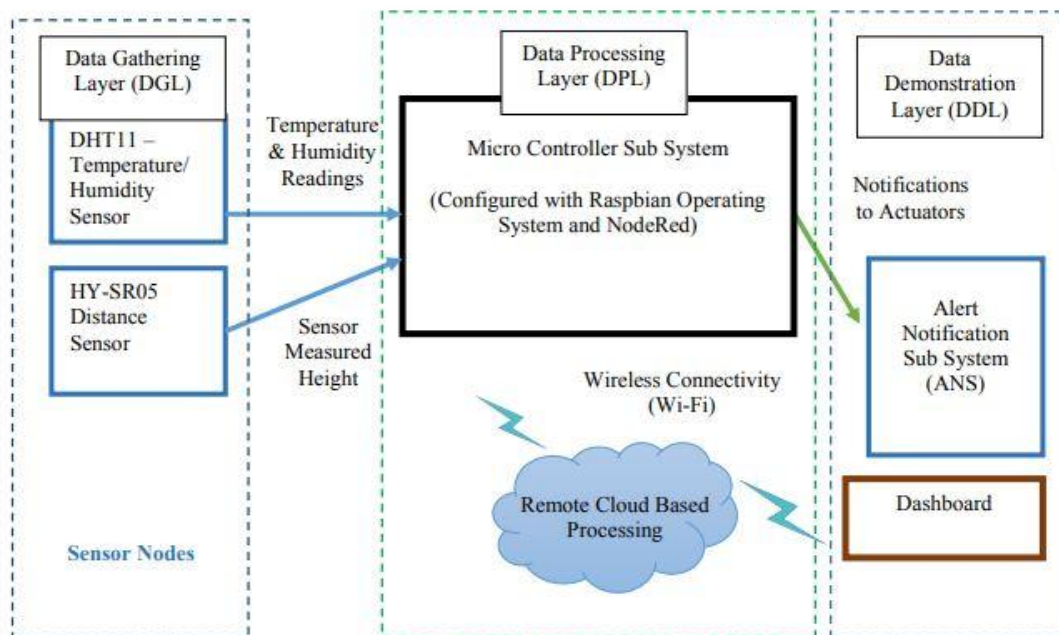 Data Gathering
Layer (DGL)
DHT11 –
Temperature/
Humidity
Sensor
HY-SR05
Distance
Sensor
Sensor Nodes
Temperature
& Humidity
Readings
Sensor
Measured
Height
Data Processing
Layer (DPL)
Micro Controller Sub System
(Configured with Raspbian Operating
System and NodeRed)
Wireless Connectivity
(Wi-Fi)
Remote Cloud Based
Processing
Data
Demonstration
Layer (DDL)
Notifications
to Actuators
Alert
Notification
Sub System
(ANS)
Dashboard